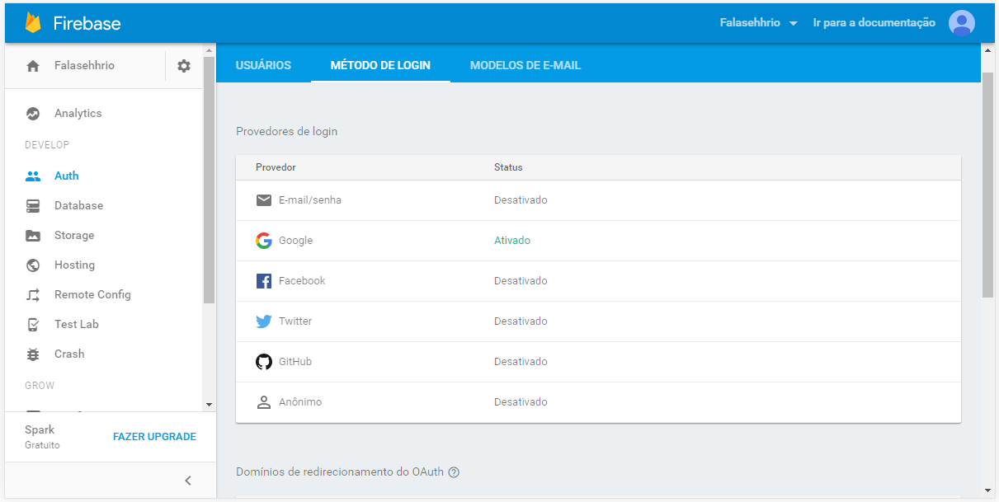 Firebase
Falasehhrio
Ir para a documentação
Falasehhrio
USUÁRIOS
MÉTODO DE LOGIN
MODELOS DE E-MAIL
Analytics
DEVELOP
Auth
Database
Storage
Hosting
Remote Config
Test Lab
Crash
GROW
Spark
Gratuito
FAZER UPGRADE
Provedores de login
Provedor Status
E-mail/senha Desativado
Google Ativado
Facebook Desativado
Twitter Desativado
GitHub Desativado
Anônimo Desativado
Domínios de redirecionamento do OAuth